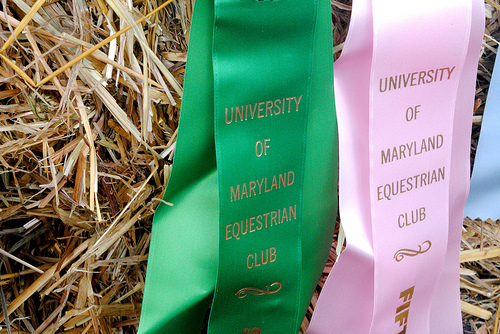 UNIVERSITY
OF
MARYLAND
EQUESTRIAN
CLUB
UNIVERSITY
OF
MARYLAND
EQUESTRIAN
CLUB